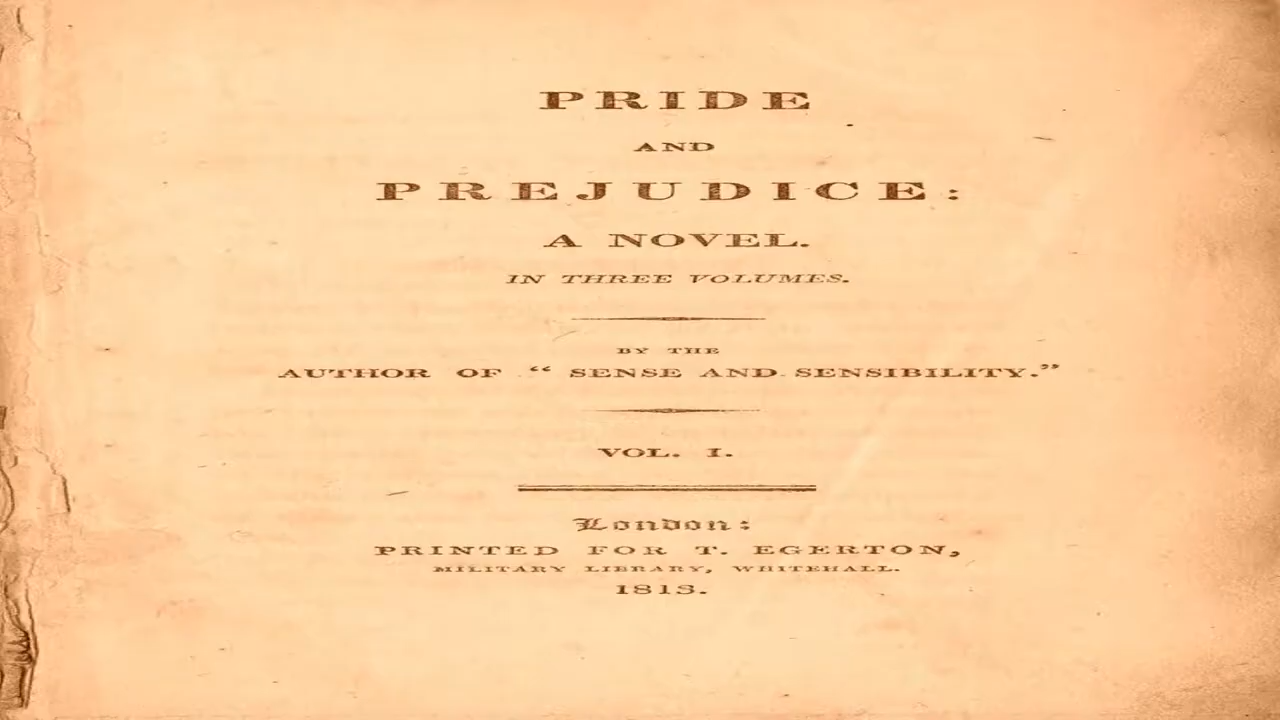 PRIDE
AND
PREJUDICE:
A NOVEL.
IN THREE VOLUMES.
BY THE
AUTHOR OF “ SENSE AND SENSIBILITY.”
VOL. I.
London:
PRINTED FOR T. EGERTON,
MILITARY LIBRARY, WHITEHALL.
1813.